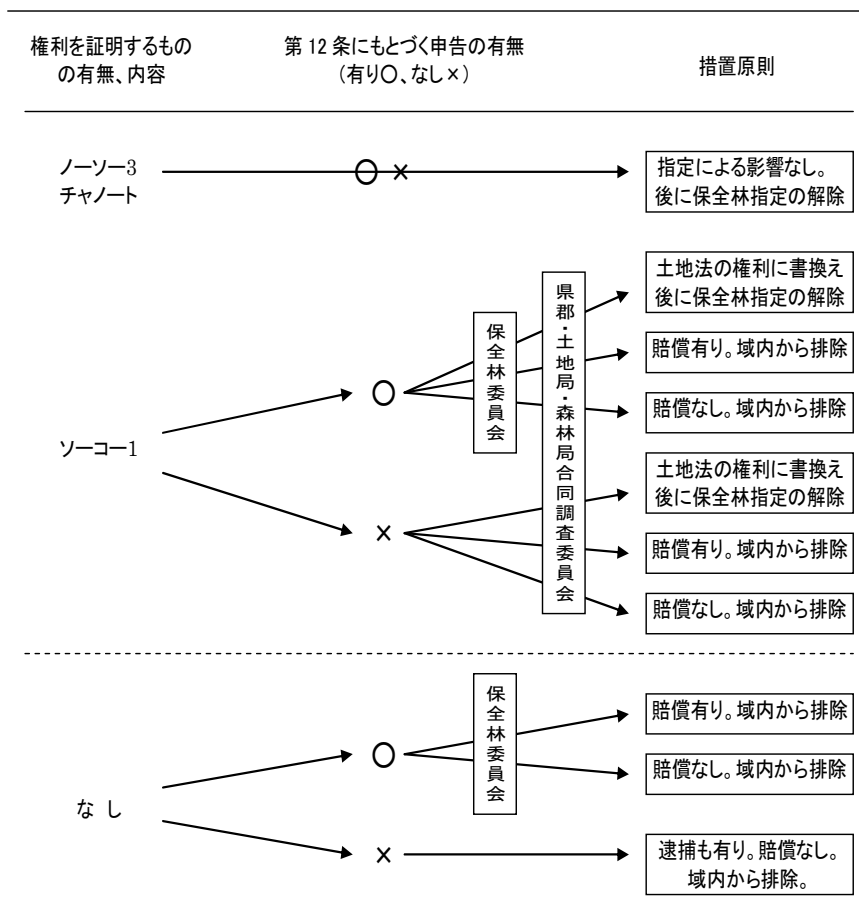 権利を証明するもの
の有無、内容
第12条にもとづく申告の有無
(有り○、なし×)
措置原則
ノーソー3
チャノート
○ ×
指定による影響なし。
後に保全林指定の解除
ソーコー1
○
×
保全林委員会
県郡・土地局・森林局合同調査委員会
土地法の権利に書換え
後に保全林指定の解除
賠償有り。域内から排除
賠償なし。域内から排除
土地法の権利に書換え
後に保全林指定の解除
賠償有り。域内から排除
賠償なし。域内から排除
なし
○
保全林委員会
賠償有り。域内から排除
賠償なし。域内から排除
×
逮捕も有り。賠償なし。
域内から排除。